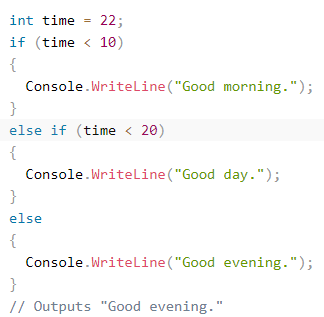 int time = 22;
if (time < 10)
{
  Console.WriteLine("Good morning.");
}
else if (time < 20)
{
  Console.WriteLine("Good day.");
}
else
{
  Console.WriteLine("Good evening.");
}
// Outputs "Good evening."